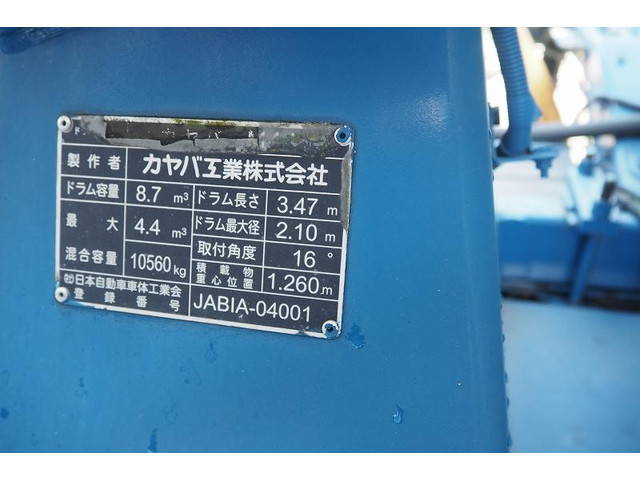 製作者 カヤバ工業株式会社
ドラム容量 8.7 m³ ドラム長さ 3.47 m
最大 4.4 m³ ドラム最大径 2.10 m
混合容量 10560kg 取付角度 16°
積載物重心位置 1.260m
(社)日本自動車車体工業会
登録番号 JABIA-04001